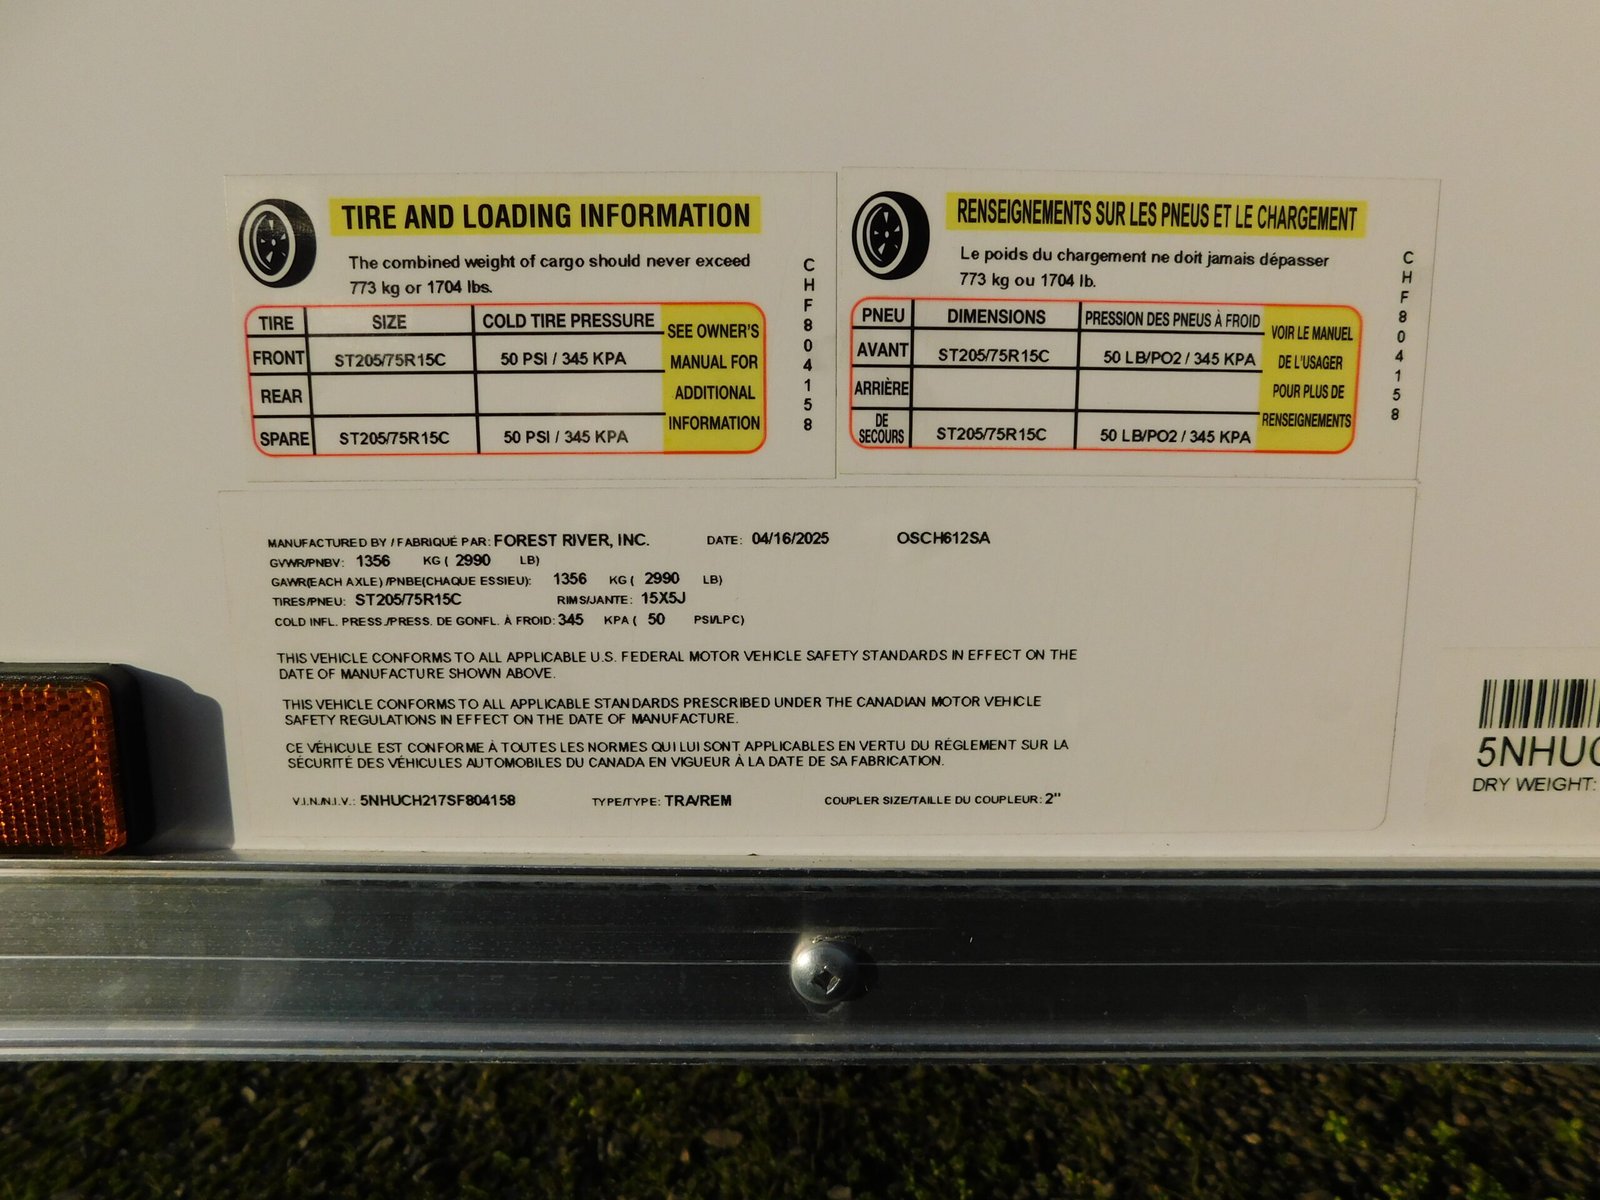 TIRE AND LOADING INFORMATION
The combined weight of cargo should never exceed
773 kg or 1704 lbs.
TIRE SIZE COLD TIRE PRESSURE
FRONT ST205/75R15C 50 PSI / 345 KPA
REAR
SPARE ST205/75R15C 50 PSI / 345 KPA
SEE OWNER'S
MANUAL FOR
ADDITIONAL
INFORMATION
CHF804158
RENSEIGNEMENTS SUR LES PNEUS ET LE CHARGEMENT
Le poids du chargement ne doit jamais dépasser
773 kg ou 1704 lb.
PNEU DIMENSIONS PRESSION DES PNEUS À FROID
AVANT ST205/75R15C 50 LB/PO2 / 345 KPA
ARRIÈRE
DE
SECOURS ST205/75R15C 50 LB/PO2 / 345 KPA
VOIR LE MANUEL
DE L'USAGER
POUR PLUS DE
RENSEIGNEMENTS
CHF804158
MANUFACTURED BY / FABRIQUÉ PAR: FOREST RIVER, INC. DATE: 04/16/2025 OSCH612SA
GVWR/PNBV: 1356 KG ( 2990 LB)
GAWR(EACH AXLE) /PNBE(CHAQUE ESSIEU): 1356 KG ( 2990 LB)
TIRES/PNEU: ST205/75R15C RIMS/JANTE: 15X5J
COLD INFL. PRESS./PRESS. DE GONFL. À FROID: 345 KPA ( 50 PSI/LPC)
THIS VEHICLE CONFORMS TO ALL APPLICABLE U.S. FEDERAL MOTOR VEHICLE SAFETY STANDARDS IN EFFECT ON THE
DATE OF MANUFACTURE SHOWN ABOVE.
THIS VEHICLE CONFORMS TO ALL APPLICABLE STANDARDS PRESCRIBED UNDER THE CANADIAN MOTOR VEHICLE
SAFETY REGULATIONS IN EFFECT ON THE DATE OF MANUFACTURE.
CE VÉHICULE EST CONFORME À TOUTES LES NORMES QUI LUI SONT APPLICABLES EN VERTU DU RÉGLEMENT SUR LA
SÉCURITÉ DES VÉHICULES AUTOMOBILES DU CANADA EN VIGUEUR À LA DATE DE SA FABRICATION.
V.I.N./N.I.V.: 5NHUCH217SF804158 TYPE/TYPE: TRA/REM COUPLER SIZE/TAILLE DU COUPLEUR: 2"
5NHUC
DRY WEIGHT: